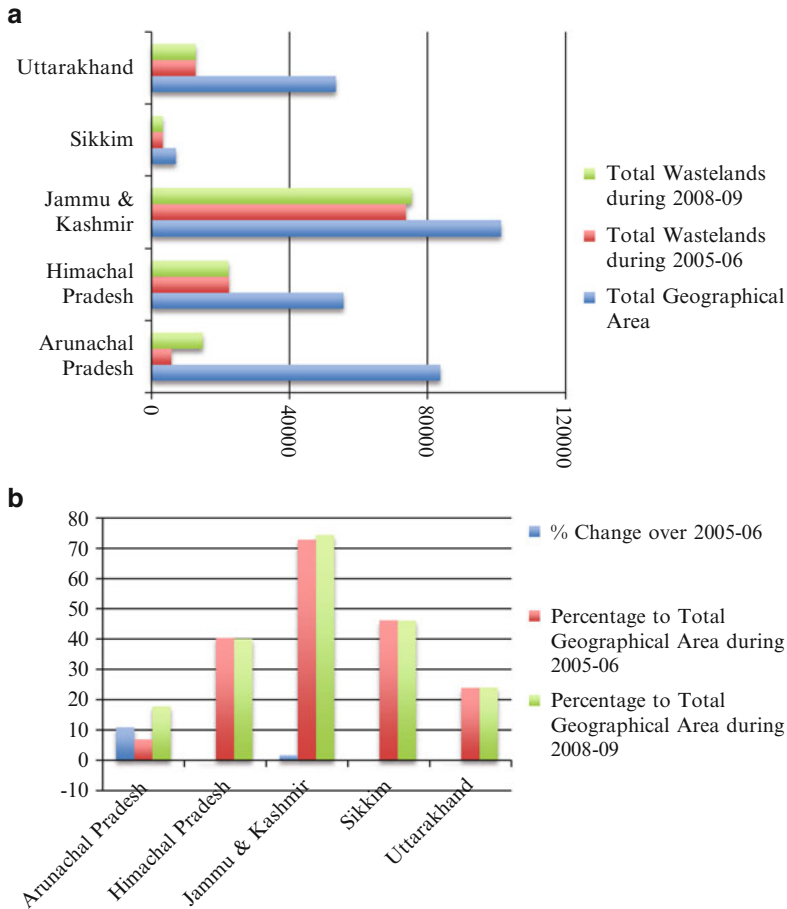 a
Uttarakhand
Sikkim
Jammu &
Kashmir
Himachal
Pradesh
Arunachal
Pradesh
0
40000
80000
120000
Total Wastelands
during 2008-09
Total Wastelands
during 2005-06
Total Geographical
Area
b
80
70
60
50
40
30
20
10
0
-10
Arunachal Pradesh
Himachal Pradesh
Jammu & Kashmir
Sikkim
Uttarakhand
% Change over 2005-06
Percentage to Total
Geographical Area during
2005-06
Percentage to Total
Geographical Area during
2008-09